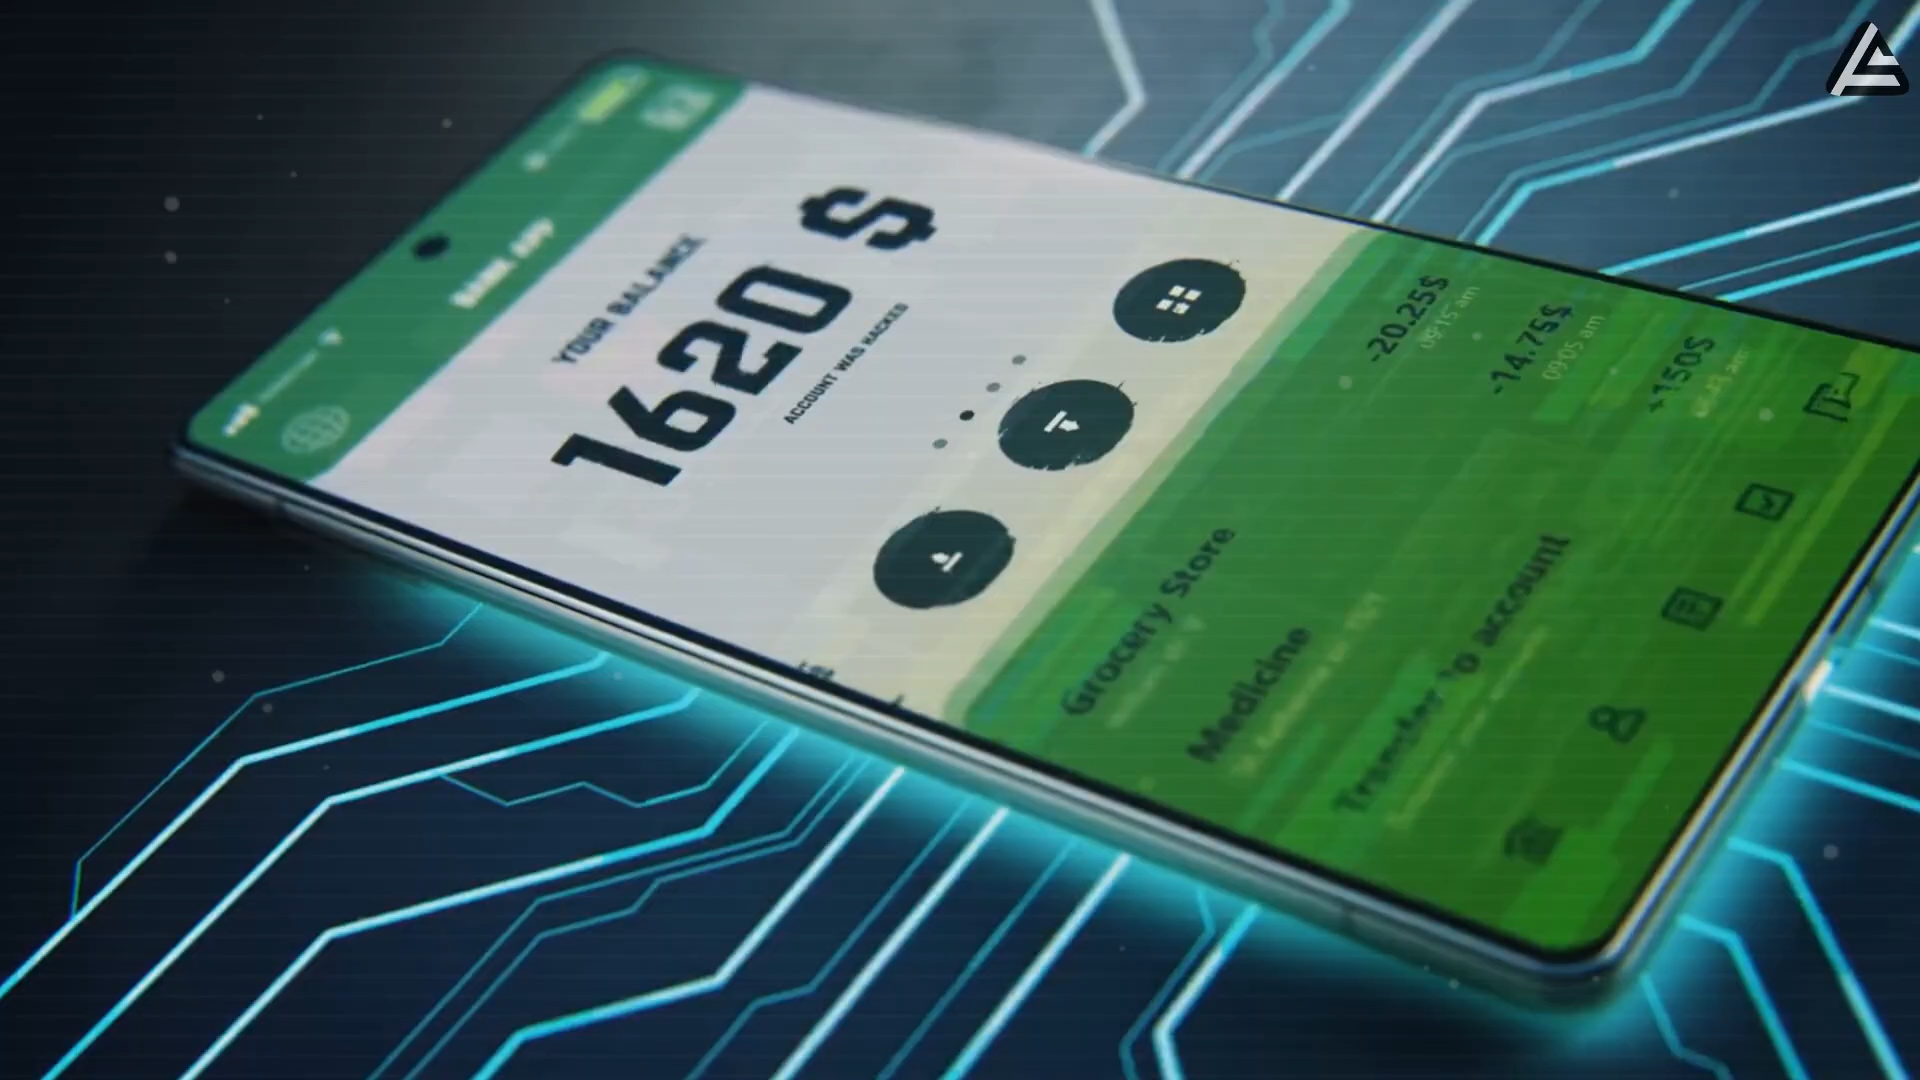 BANK App
YOUR BALANCE
1620 $
ACCOUNT WAS HACKED
Grocery Store
-20.25$
09:15 am
Medicine
-14.75$
09:05 am
Transfer to account
+150$